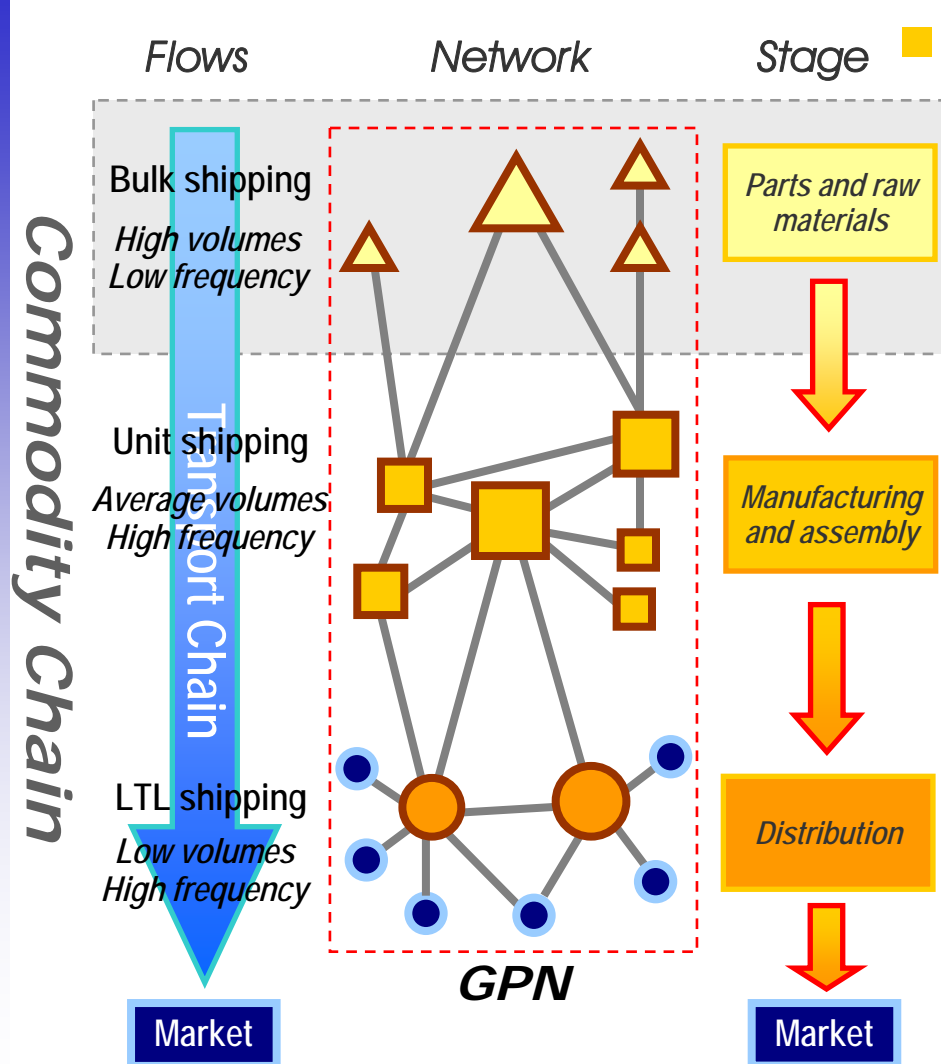 Flows
Network
Stage
Commodity Chain
Transport Chain
Bulk shipping
High volumes
Low frequency
Parts and raw
materials
Unit shipping
Average volumes
High frequency
Manufacturing
and assembly
LTL shipping
Low volumes
High frequency
Distribution
GPN
Market
Market